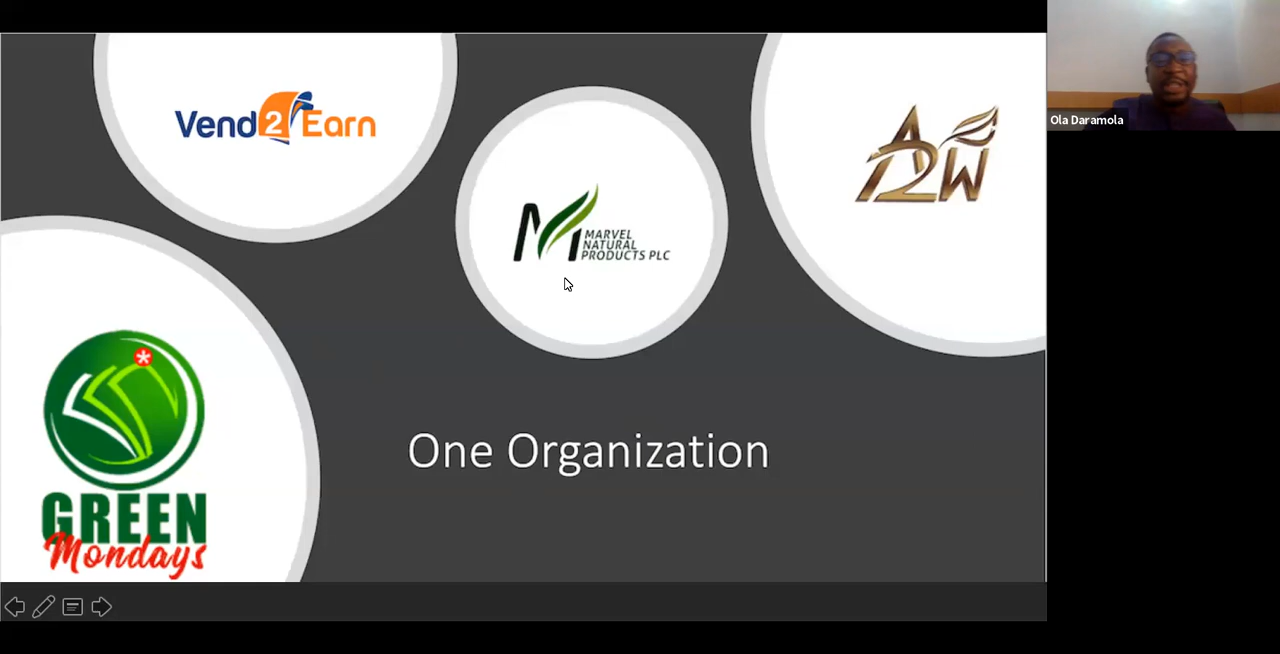 Vend2Earn
MARVEL
NATURAL
PRODUCTS PLC
A2W
Ola Daramola
GREEN
Mondays
One Organization